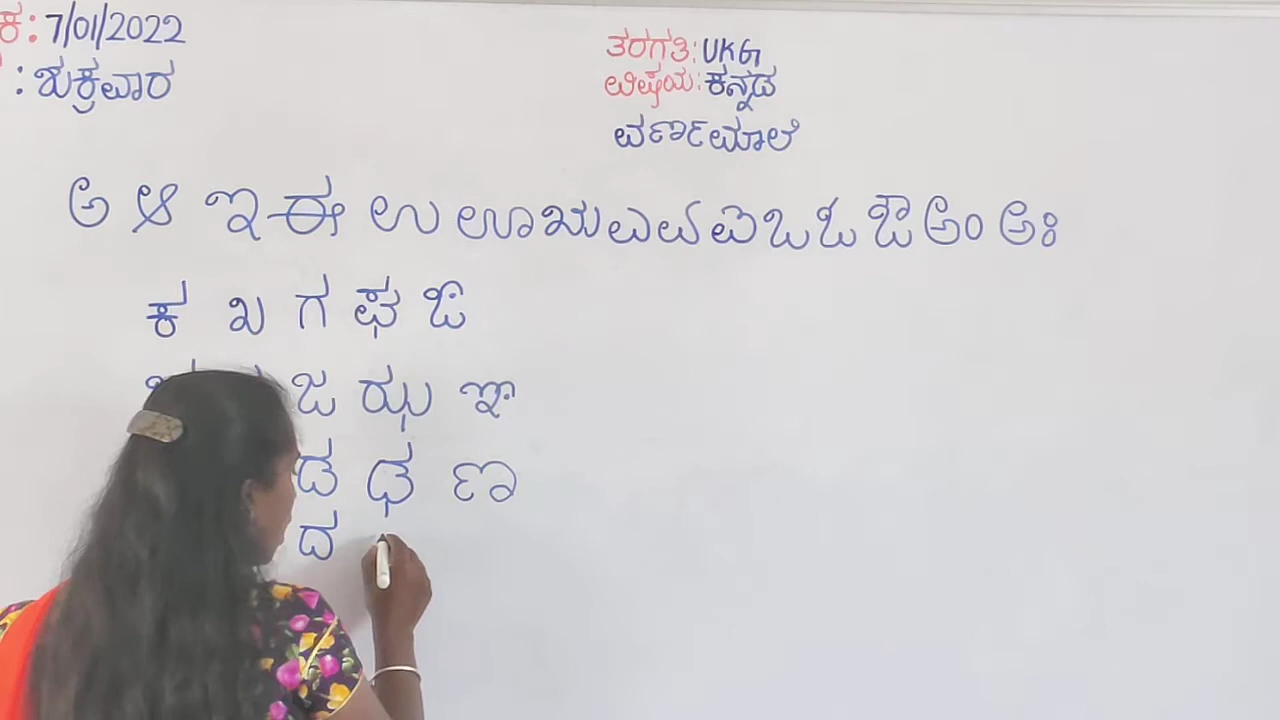 ಕ: 7/01/2022
: ಶುಕ್ರವಾರ
ತರಗತಿ: UKG
ವಿಷಯ: ಕನ್ನಡ
ವರ್ಣಮಾಲೆ
ಅ ಆ ಇ ಈ ಉ ಊ ಋ ಎ ಏ ಐ ಒ ಓ ಔ ಅಂ ಅಃ
ಕ ಖ ಗ ಘ ಙ
ಜ ಝ ಞ
ಡ ಢ ಣ
ದ